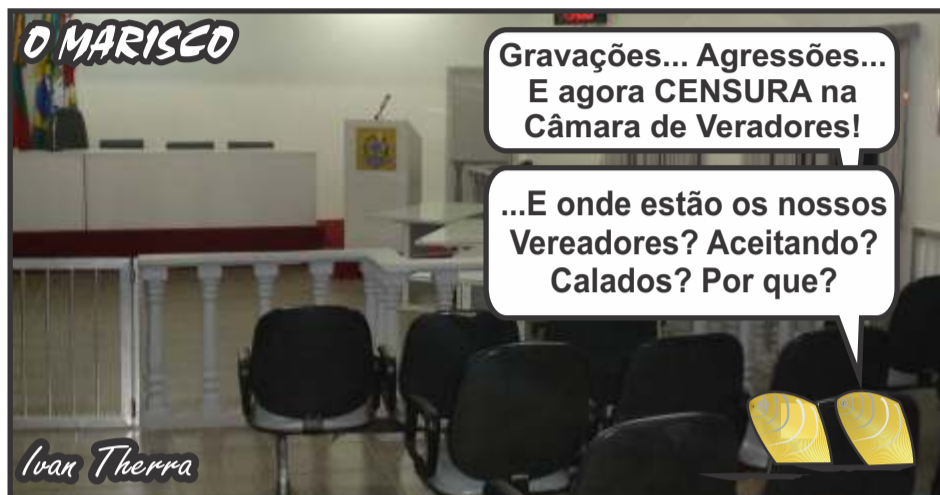 O MARISCO
Gravações... Agressões...
E agora CENSURA na
Câmara de Veradores!
...E onde estão os nossos
Vereadores? Aceitando?
Calados? Por que?
Ivan Therra